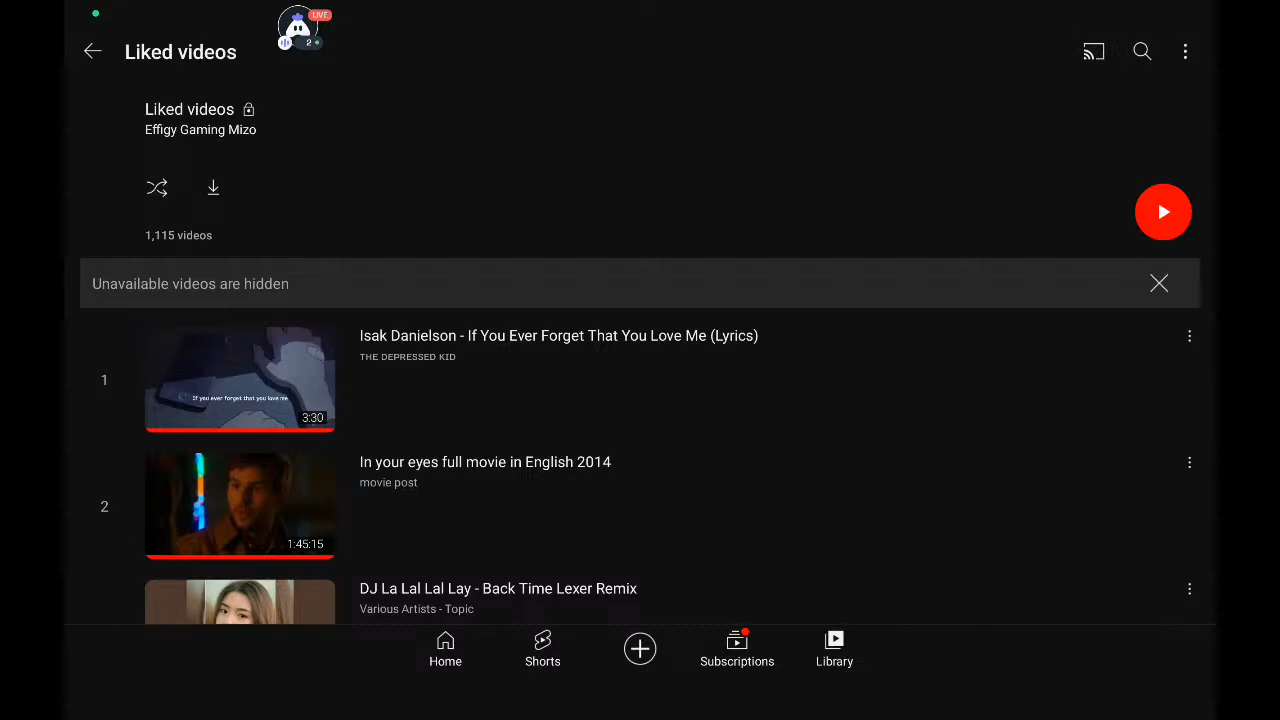 LIVE
2
Liked videos
Liked videos
Effigy Gaming Mizo
1,115 videos
Unavailable videos are hidden
1
If you ever forget that you love me
3:30
Isak Danielson - If You Ever Forget That You Love Me (Lyrics)
THE DEPRESSED KID
2
1:45:15
In your eyes full movie in English 2014
movie post
DJ La Lal Lal Lay - Back Time Lexer Remix
Various Artists - Topic
Home
Shorts
Subscriptions
Library